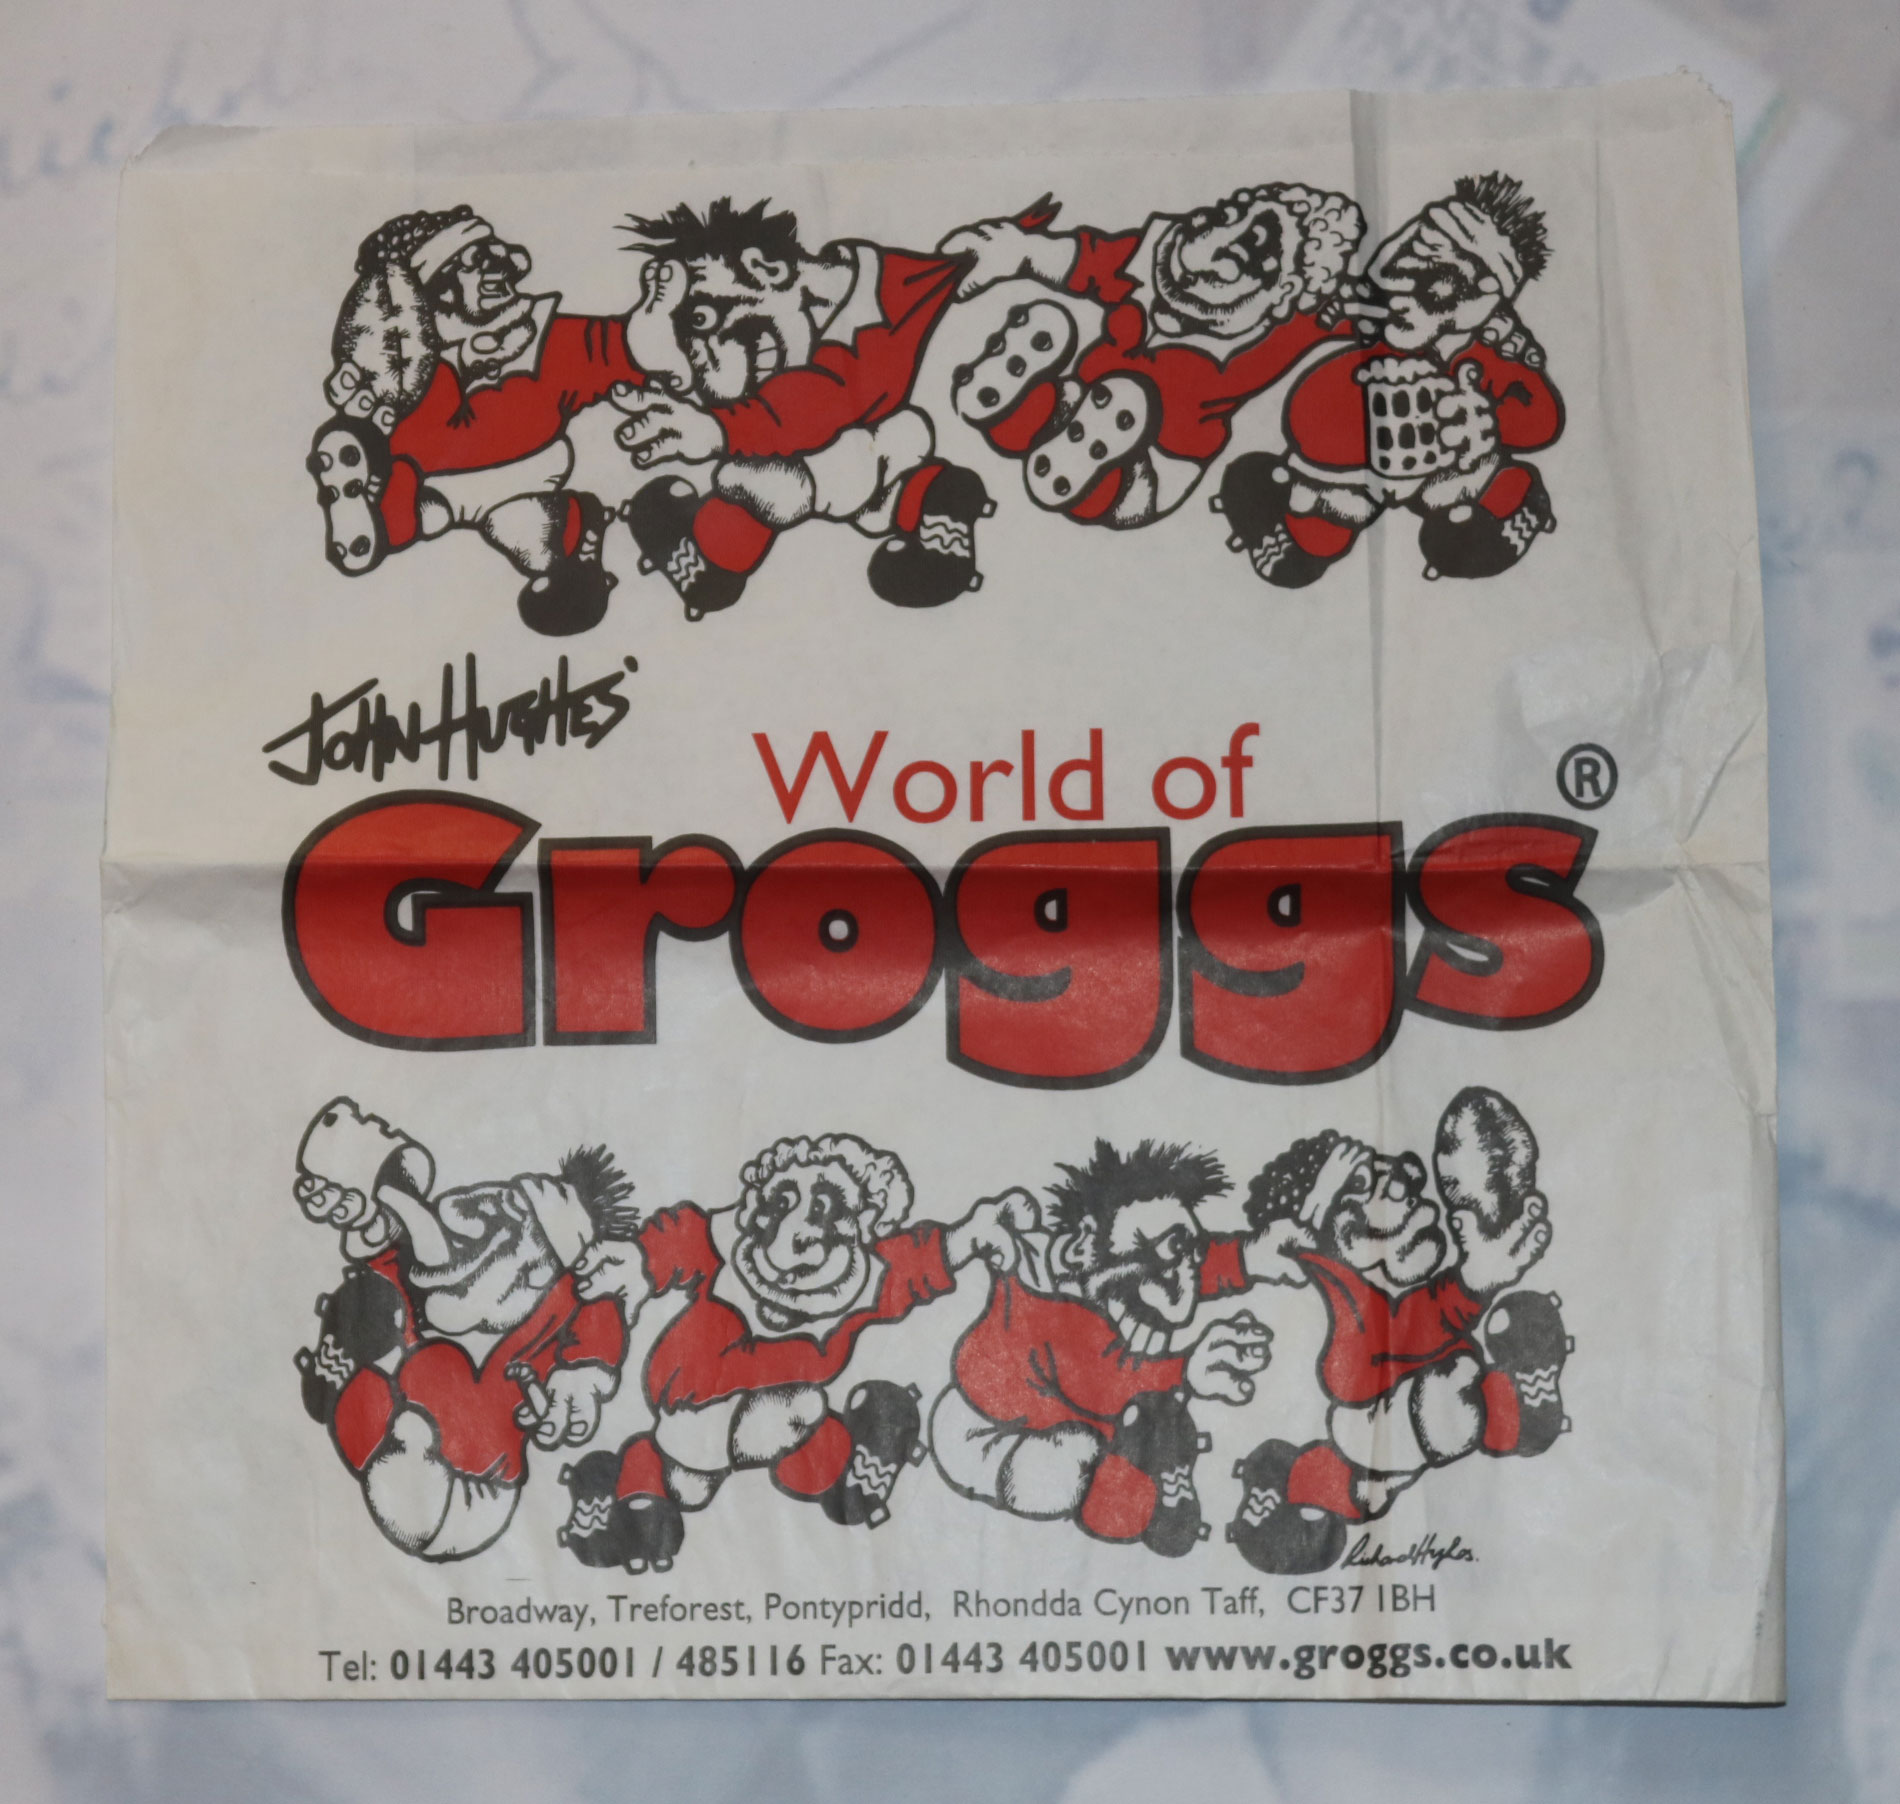 JOHN HUGHES'
World of
®
Groggs
Richard Hughes.
Broadway, Treforest, Pontypridd, Rhondda Cynon Taff, CF37 1BH
Tel: 01443 405001 / 485116 Fax: 01443 405001 www.groggs.co.uk